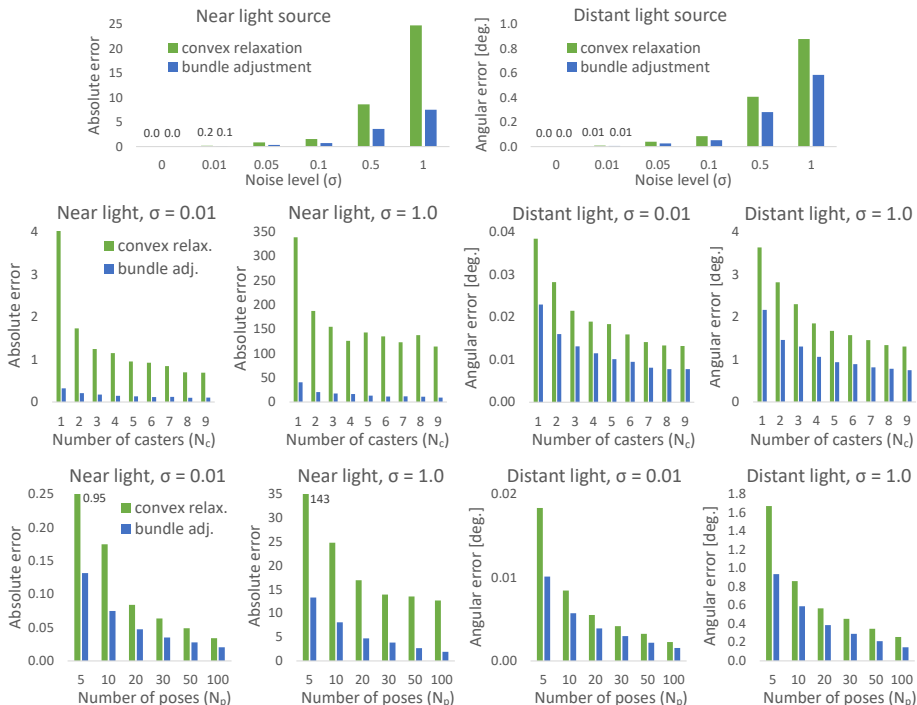 Near light source
Absolute error
25
20
15
10
5
0
convex relaxation
bundle adjustment
0.0 0.0
0.2 0.1
0 0.01 0.05 0.1 0.5 1
Noise level (σ)
Distant light source
Angular error [deg.]
1.0
0.8
0.6
0.4
0.2
0.0
convex relaxation
bundle adjustment
0.0 0.0
0.01 0.01
0 0.01 0.05 0.1 0.5 1
Noise level (σ)
Near light, σ = 0.01
Absolute error
4
3
2
1
0
convex relax.
bundle adj.
1 2 3 4 5 6 7 8 9
Number of casters (Nc)
Near light, σ = 1.0
Absolute error
350
300
250
200
150
100
50
0
1 2 3 4 5 6 7 8 9
Number of casters (Nc)
Distant light, σ = 0.01
Angular error [deg.]
0.04
0.03
0.02
0.01
0.00
1 2 3 4 5 6 7 8 9
Number of casters (Nc)
Distant light, σ = 1.0
Angular error [deg.]
4
3
2
1
0
1 2 3 4 5 6 7 8 9
Number of casters (Nc)
Near light, σ = 0.01
Absolute error
0.25
0.20
0.15
0.10
0.05
0.00
0.95
convex relax.
bundle adj.
5 10 20 30 50 100
Number of poses (Np)
Near light, σ = 1.0
Absolute error
35
30
25
20
15
10
5
0
143
5 10 20 30 50 100
Number of poses (Np)
Distant light, σ = 0.01
Angular error [deg.]
0.02
0.01
0.00
5 10 20 30 50 100
Number of poses (Np)
Distant light, σ = 1.0
Angular error [deg.]
1.8
1.6
1.4
1.2
1.0
0.8
0.6
0.4
0.2
0.0
5 10 20 30 50 100
Number of poses (Np)